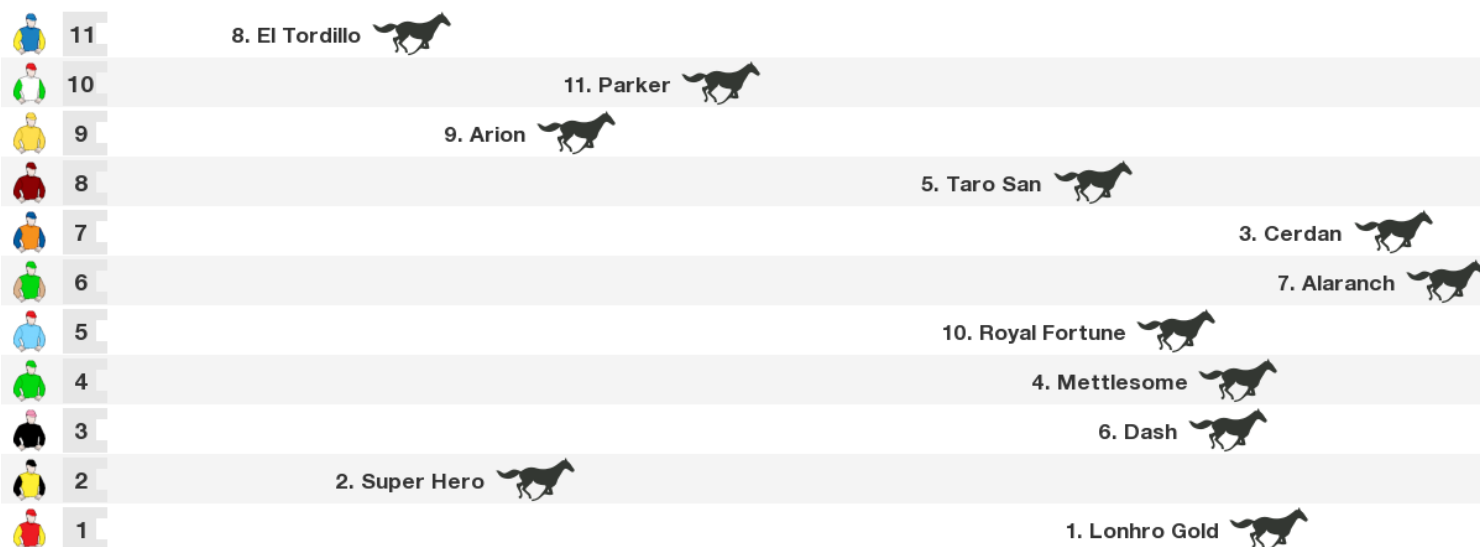 11 8. El Tordillo
10 11. Parker
9 9. Arion
8 5. Taro San
7 3. Cerdan
6 7. Alaranch
5 10. Royal Fortune
4 4. Mettlesome
3 6. Dash
2 2. Super Hero
1 1. Lonhro Gold